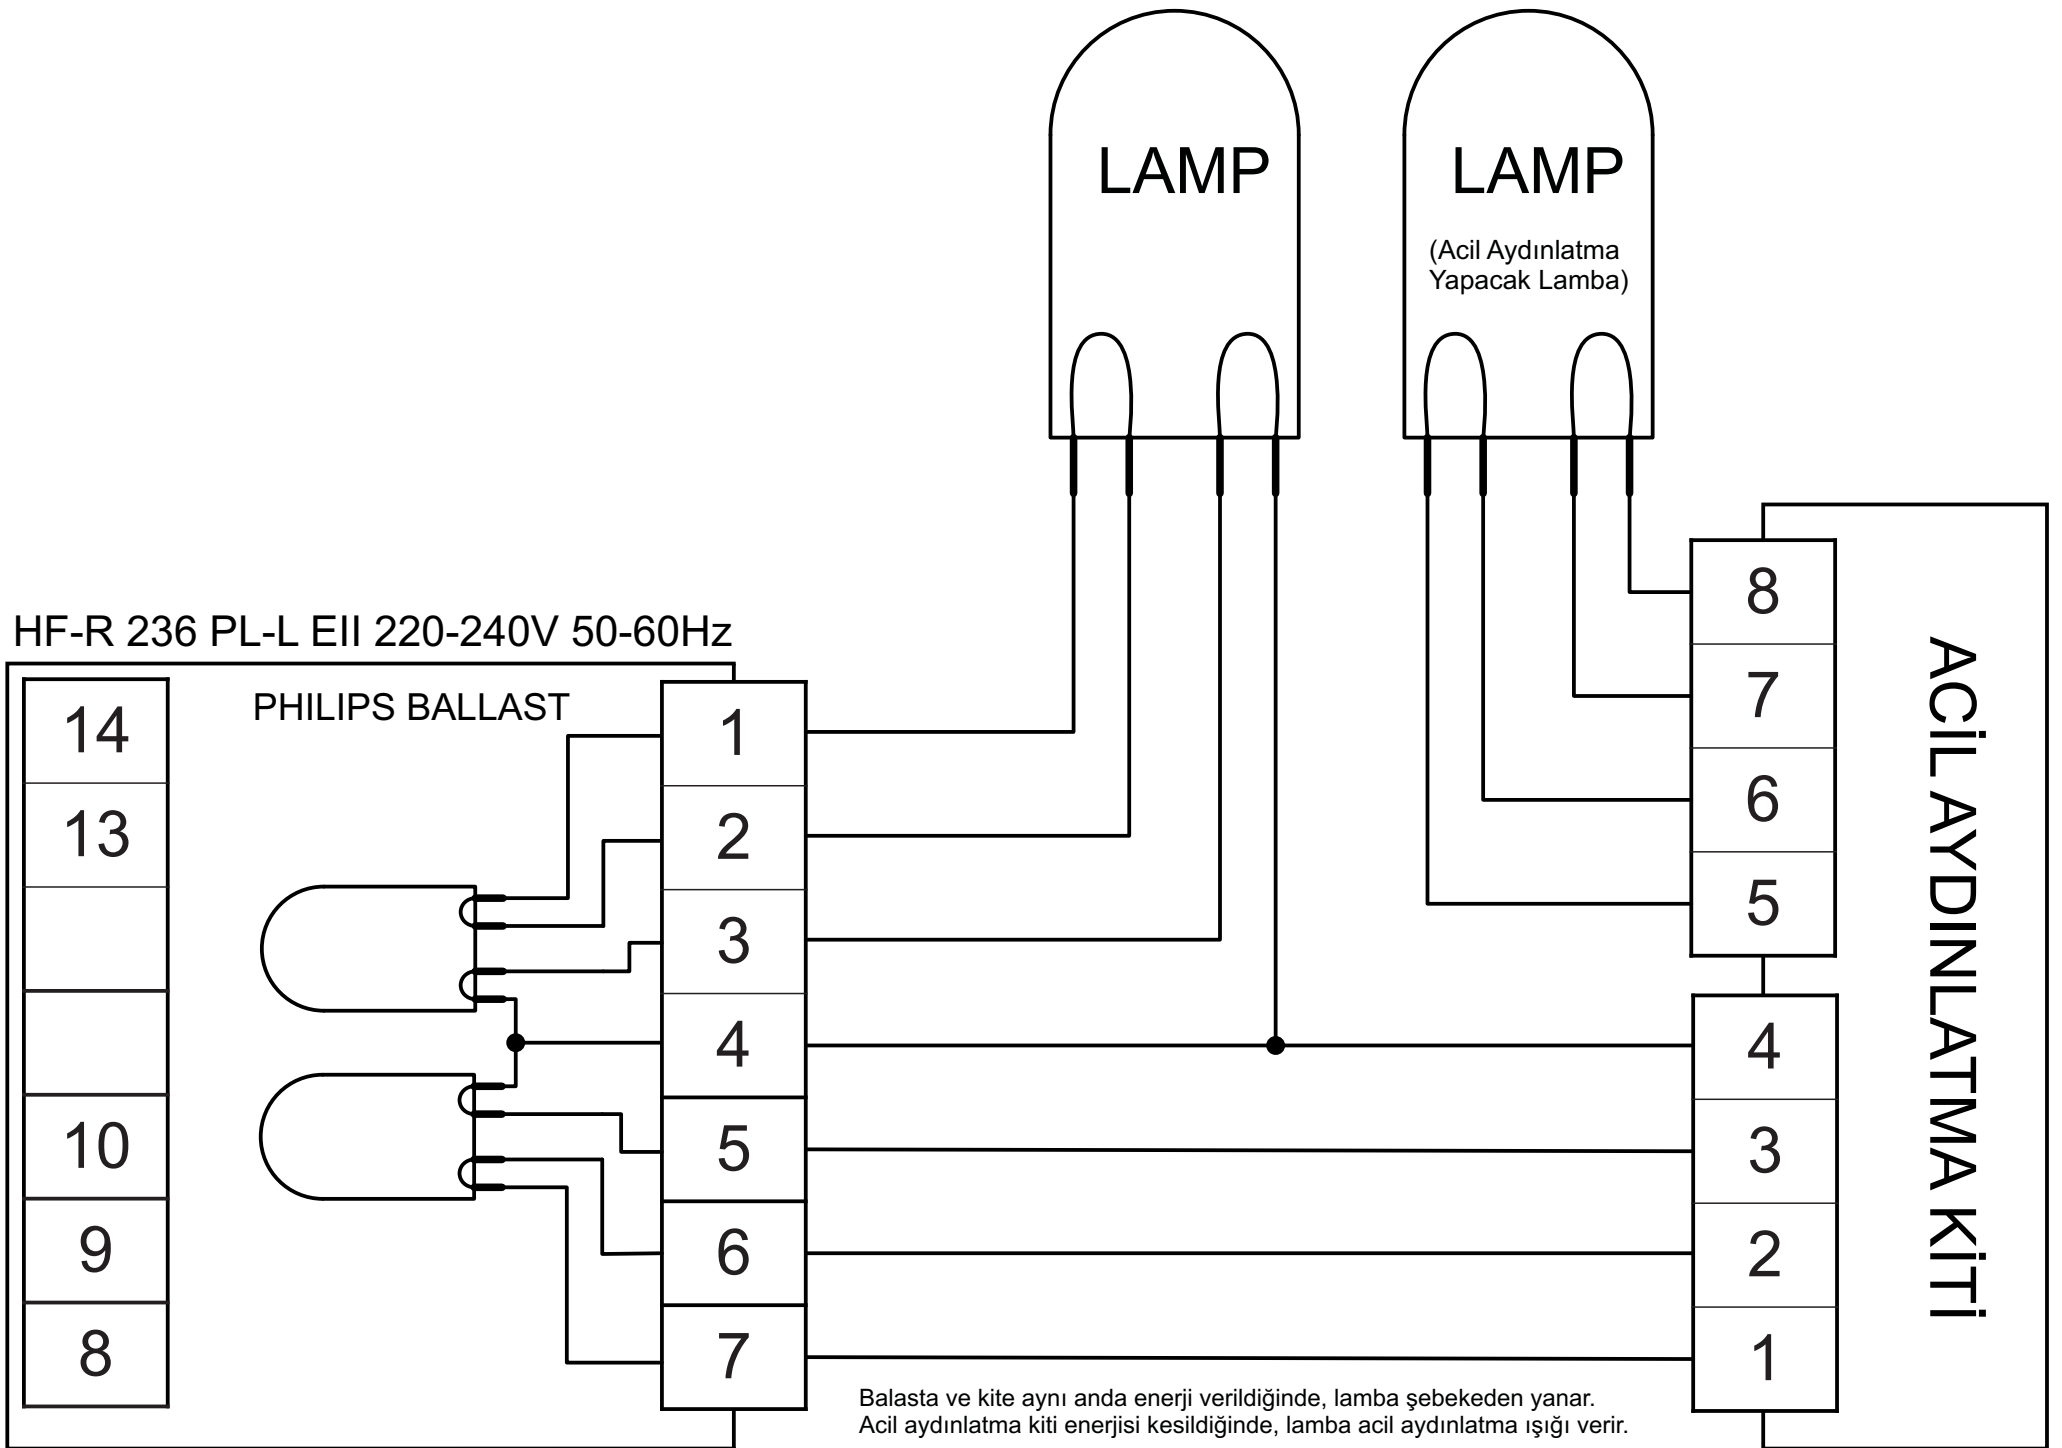 LAMP
LAMP
(Acil Aydınlatma
Yapacak Lamba)
HF-R 236 PL-L EII 220-240V 50-60Hz
PHILIPS BALLAST
14
13
10
9
8
1
2
3
4
5
6
7
8
7
6
5
4
3
2
1
ACİL AYDINLATMA KİTİ
Balasta ve kite aynı anda enerji verildiğinde, lamba şebekeden yanar.
Acil aydınlatma kiti enerjisi kesildiğinde, lamba acil aydınlatma ışığı verir.